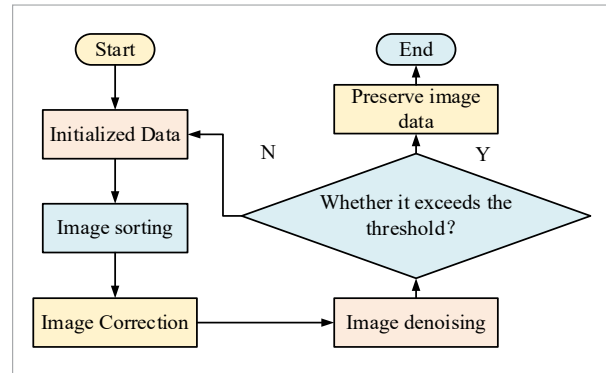 Start
Initialized Data
Image sorting
Image Correction
Image denoising
Whether it exceeds the
threshold？
N
Y
Preserve image
data
End